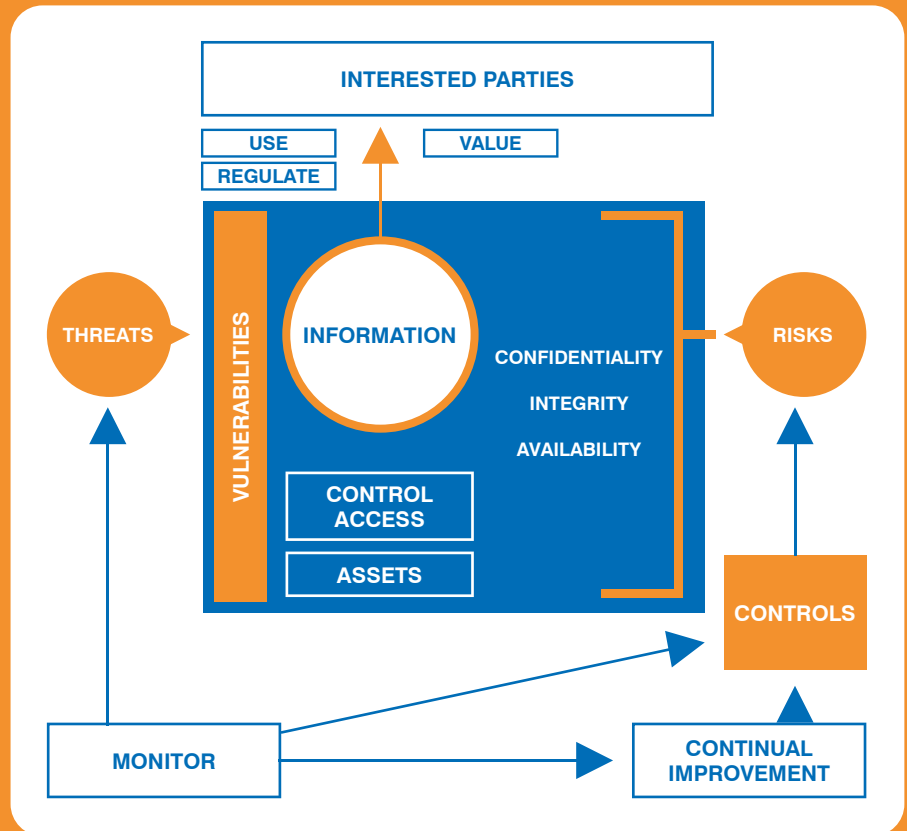 INTERESTED PARTIES
USE
VALUE
REGULATE
THREATS
VULNERABILITIES
INFORMATION
CONFIDENTIALITY
INTEGRITY
AVAILABILITY
RISKS
CONTROL
ACCESS
ASSETS
CONTROLS
MONITOR
CONTINUAL
IMPROVEMENT